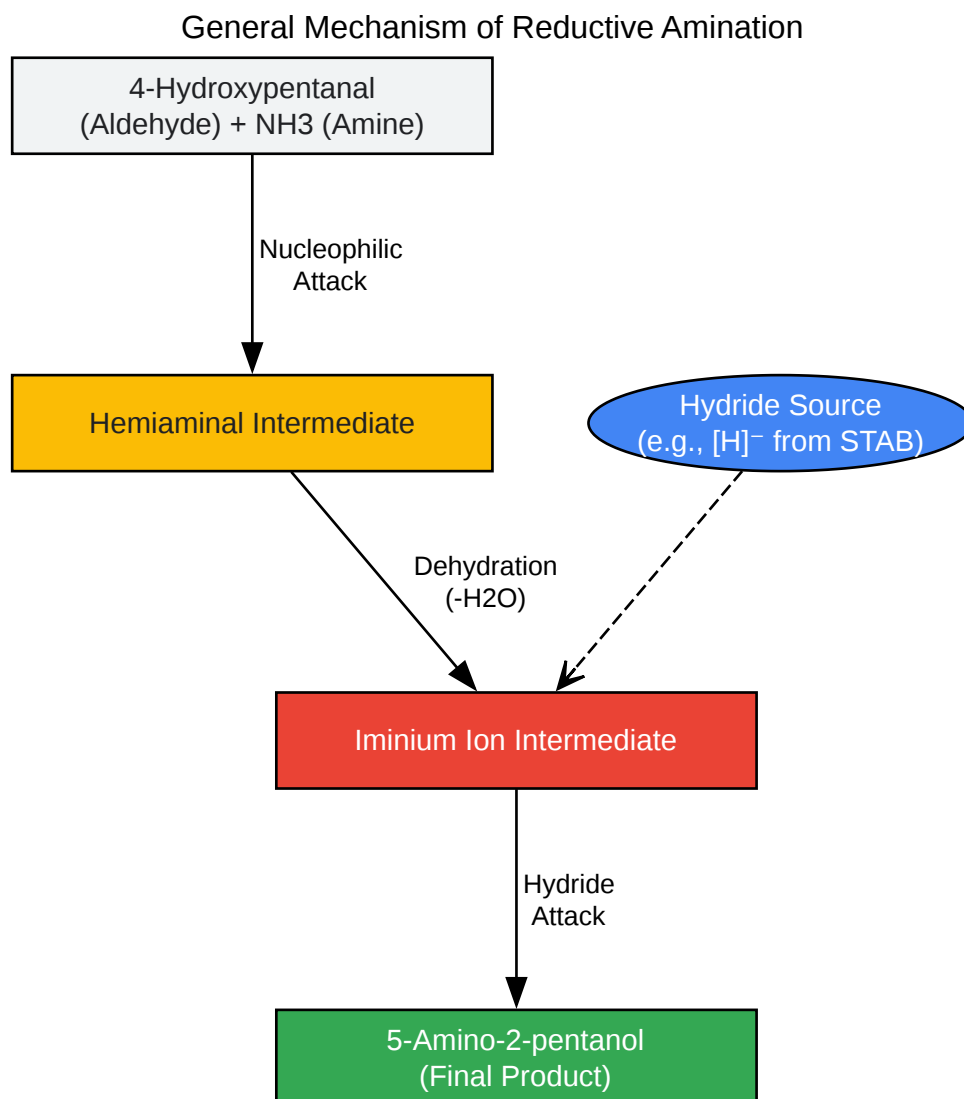 General Mechanism of Reductive Amination
4-Hydroxypentanal
(Aldehyde) + NH3 (Amine)
Nucleophilic
Attack
Hemiaminal Intermediate
Hydride Source
(e.g., [H]⁻ from STAB)
Dehydration
(-H2O)
Iminium Ion Intermediate
Hydride
Attack
5-Amino-2-pentanol
(Final Product)